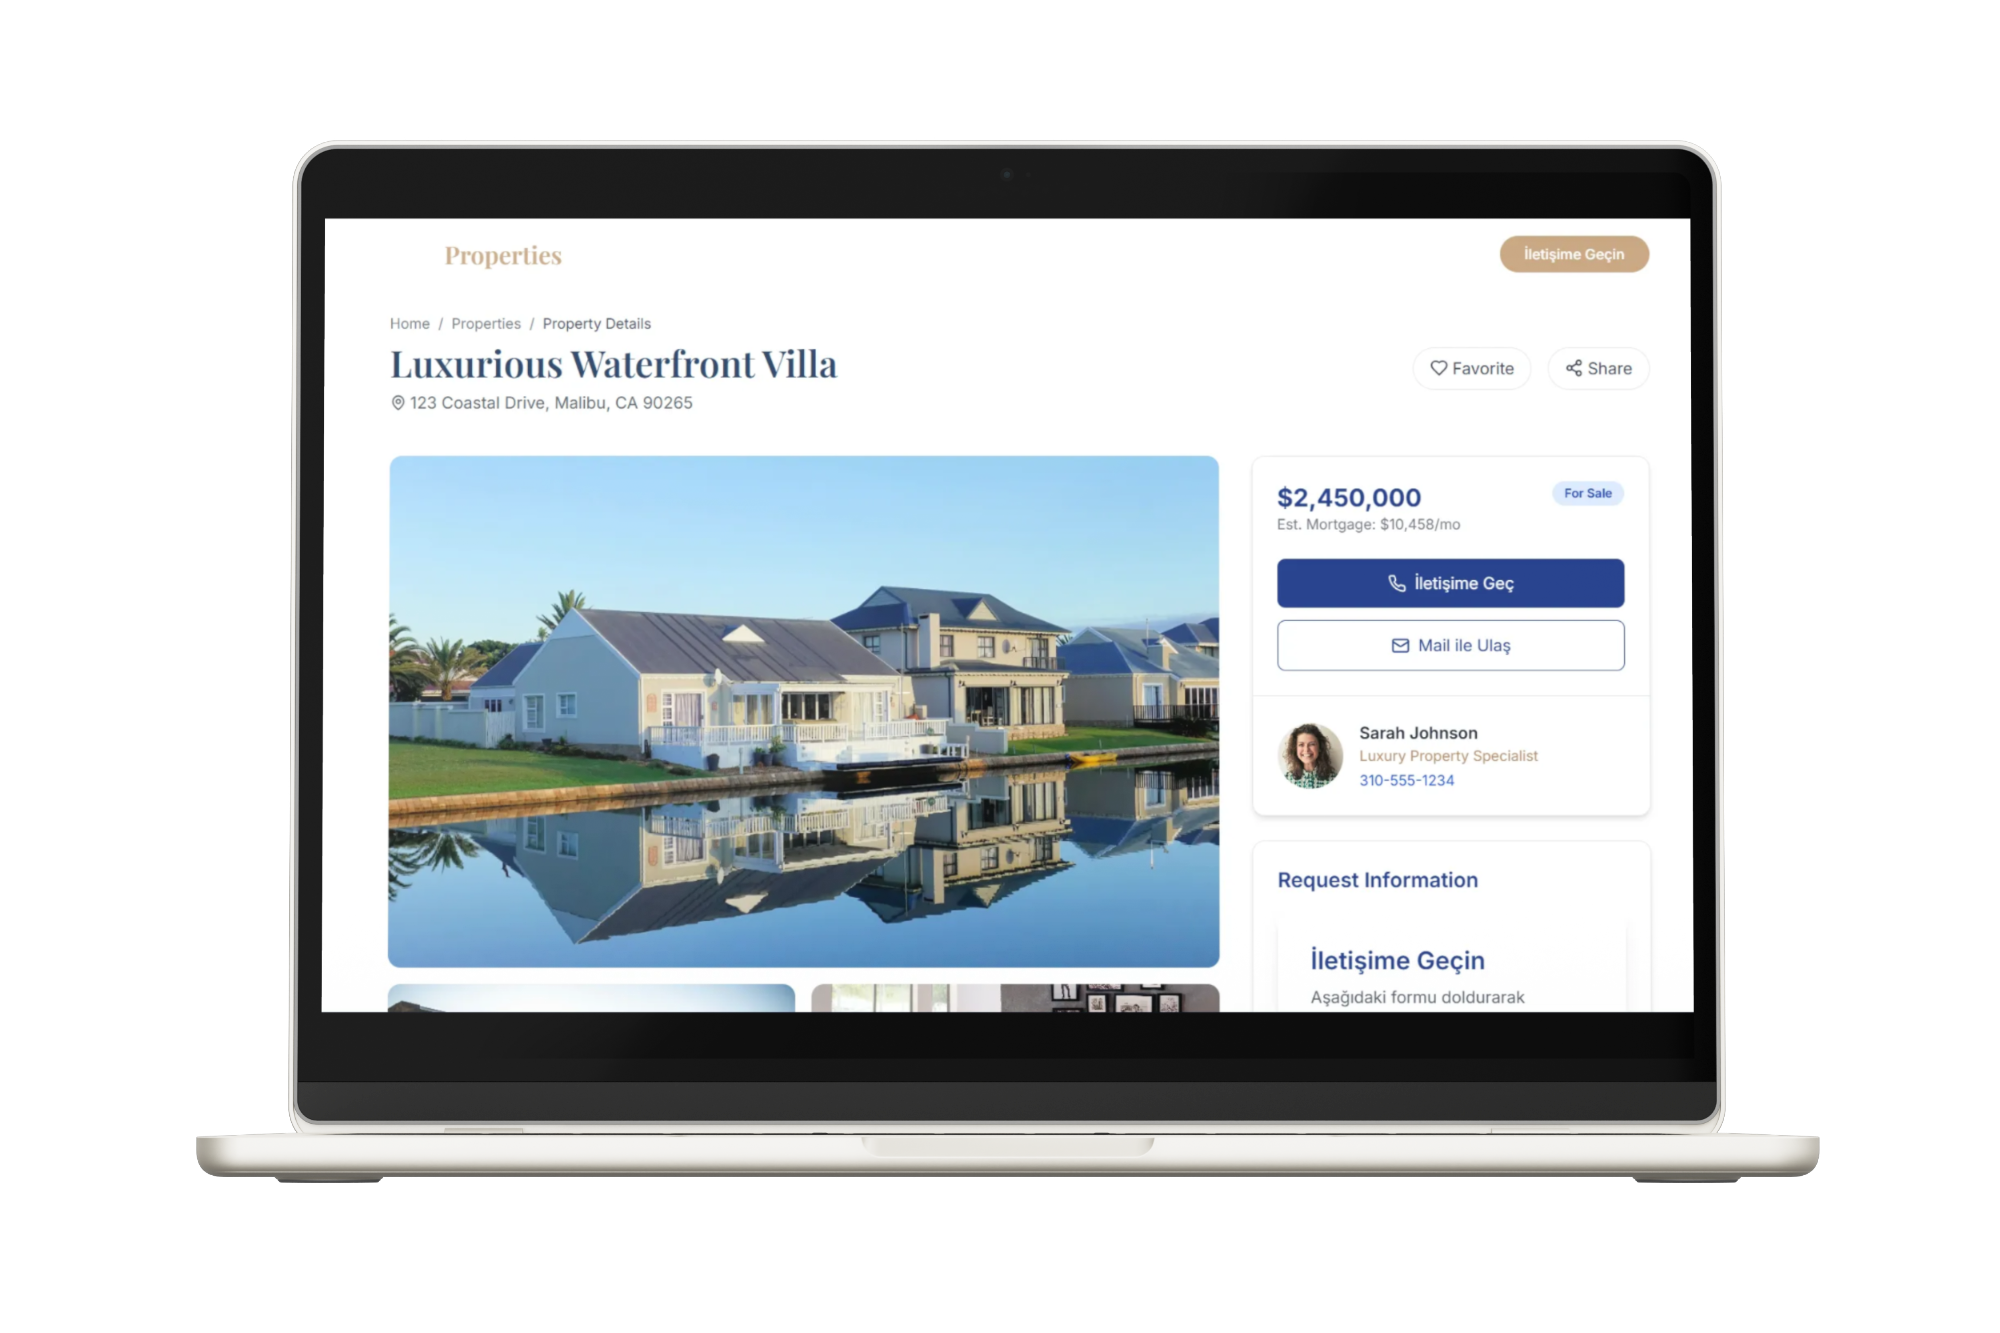 Properties
İletişime Geçin
Home / Properties / Property Details
Luxurious Waterfront Villa
123 Coastal Drive, Malibu, CA 90265
Favorite
Share
$2,450,000
For Sale
Est. Mortgage: $10,458/mo
İletişime Geç
Mail ile Ulaş
Sarah Johnson
Luxury Property Specialist
310-555-1234
Request Information
İletişime Geçin
Aşağıdaki formu doldurarak